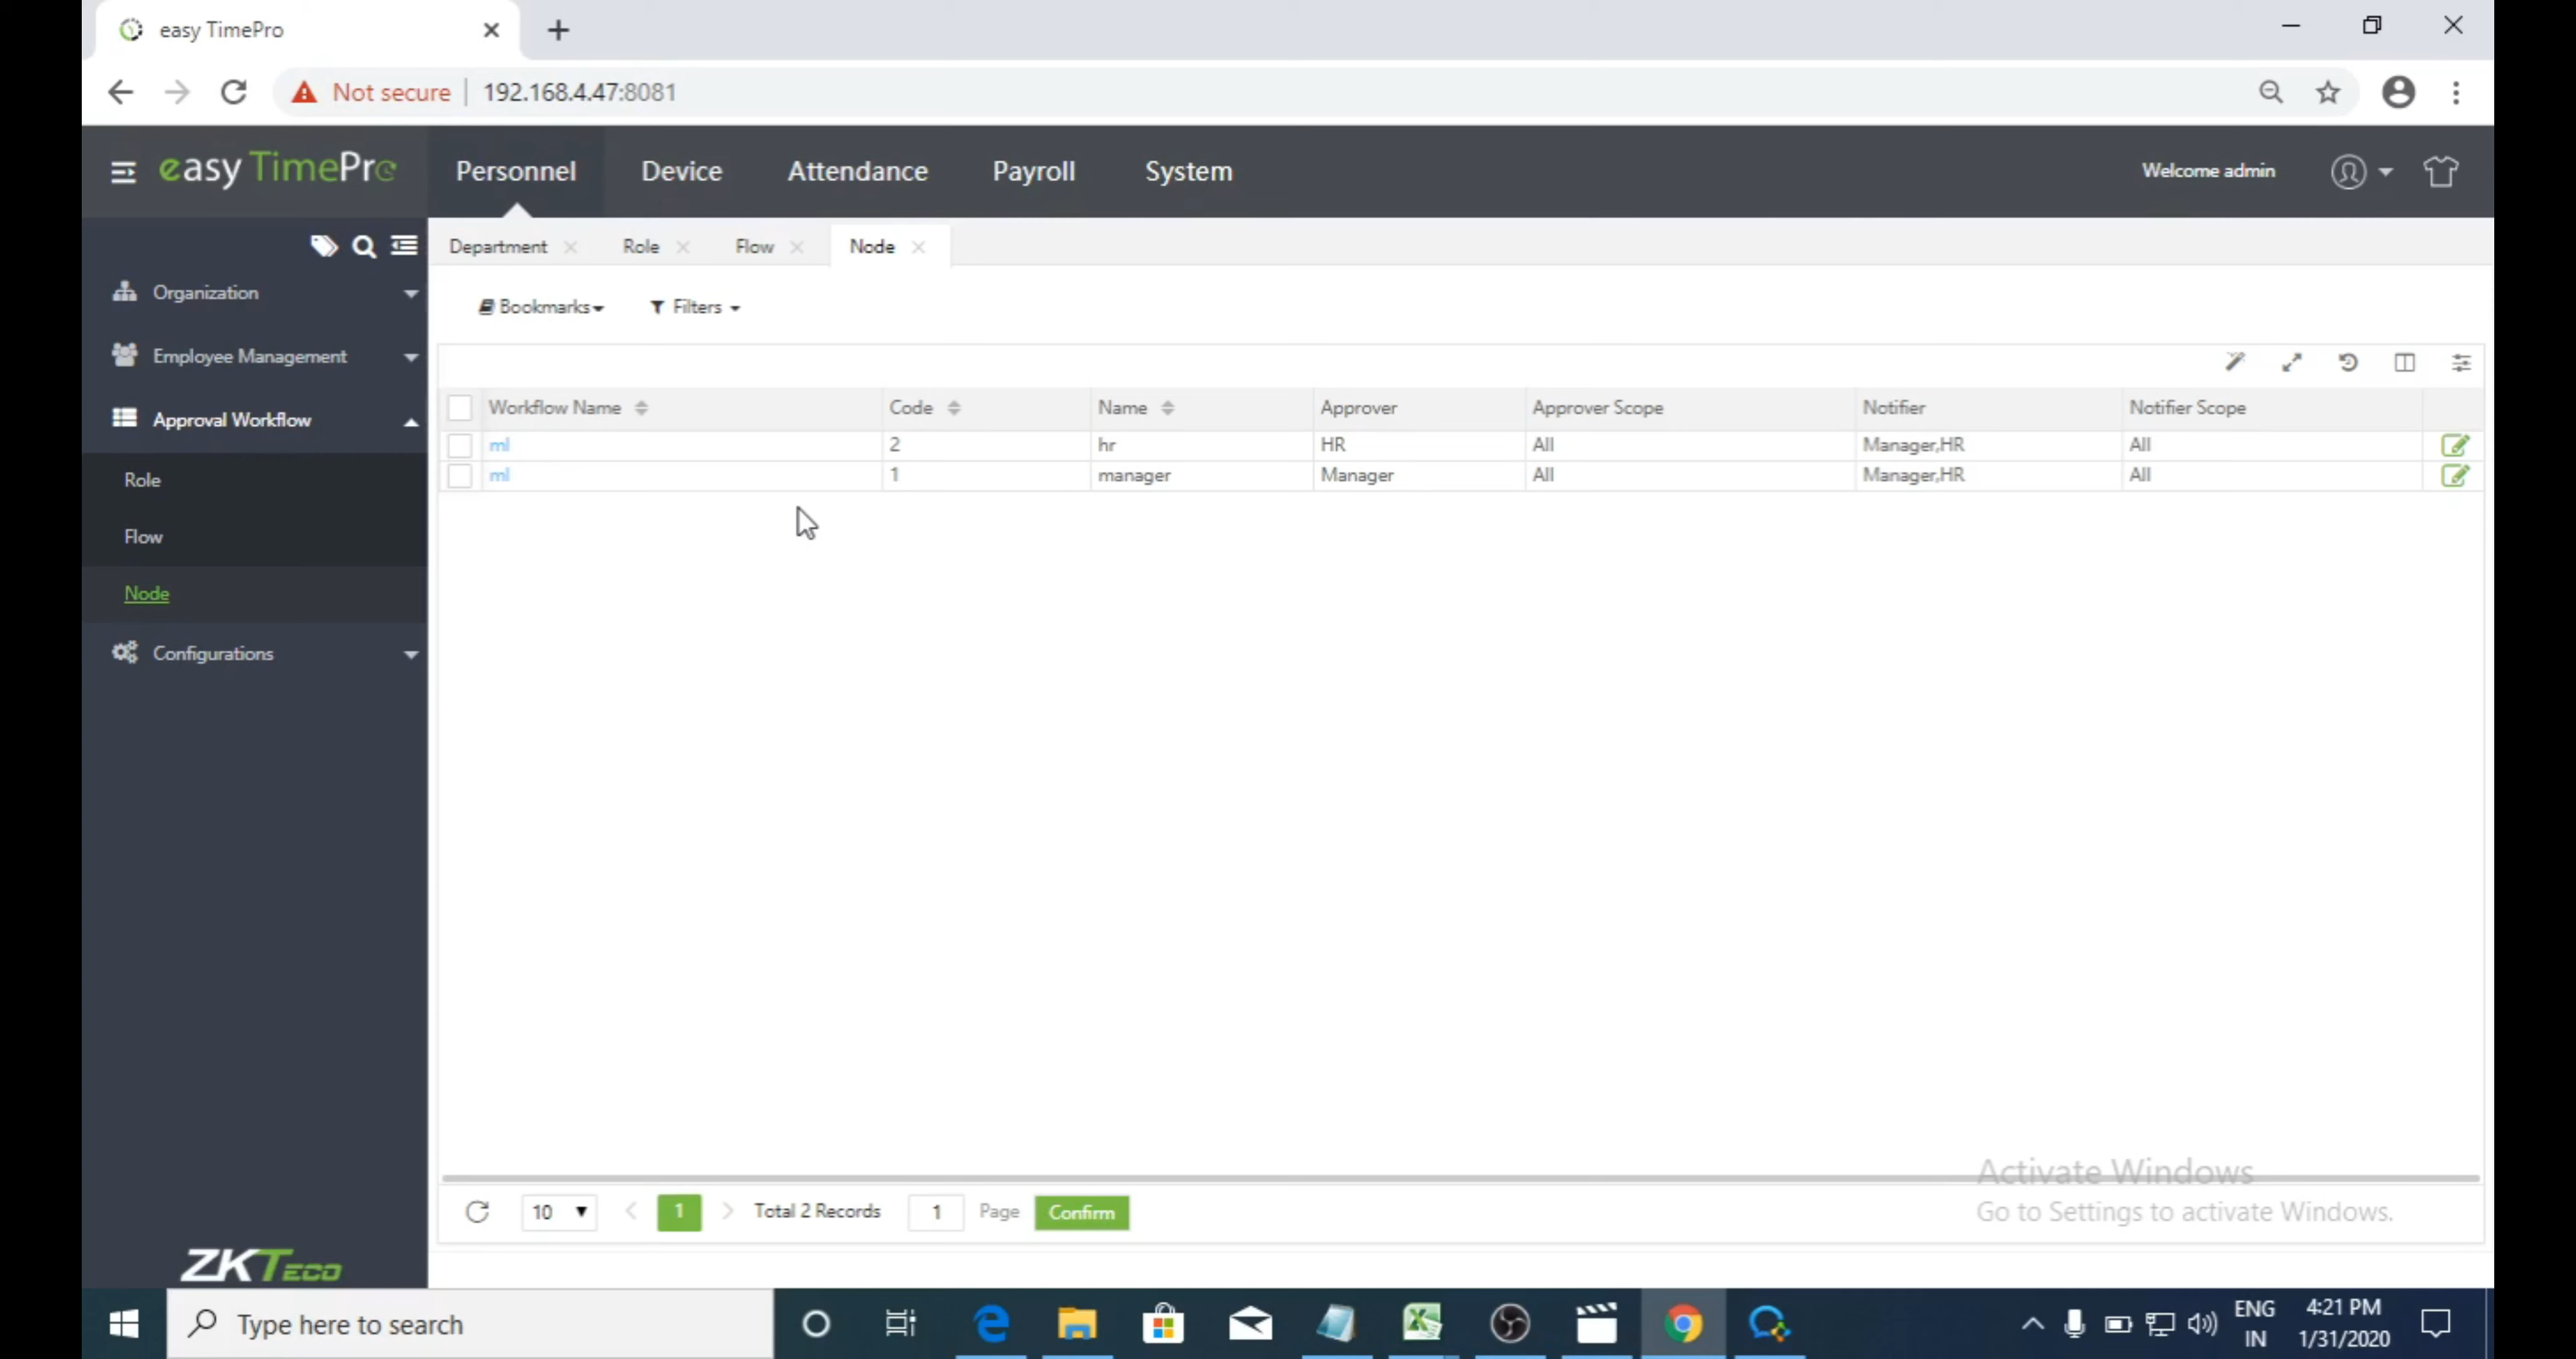 easy TimePro
Not secure 192.168.4.47:8081
easy TimePro Personnel Device Attendance Payroll System Welcome admin
Department Role Flow Node
Organization
Employee Management
Approval Workflow
Role
Flow
Node
Configurations
Bookmarks Filters
Workflow Name Code Name Approver Approver Scope Notifier Notifier Scope
ml 2 hr HR All Manager,HR All
ml 1 manager Manager All Manager,HR All
Activate Windows
Go to Settings to activate Windows.
10 1 Total 2 Records 1 Page Confirm
ZKTECO
Type here to search
ENG
IN
4:21 PM
1/31/2020